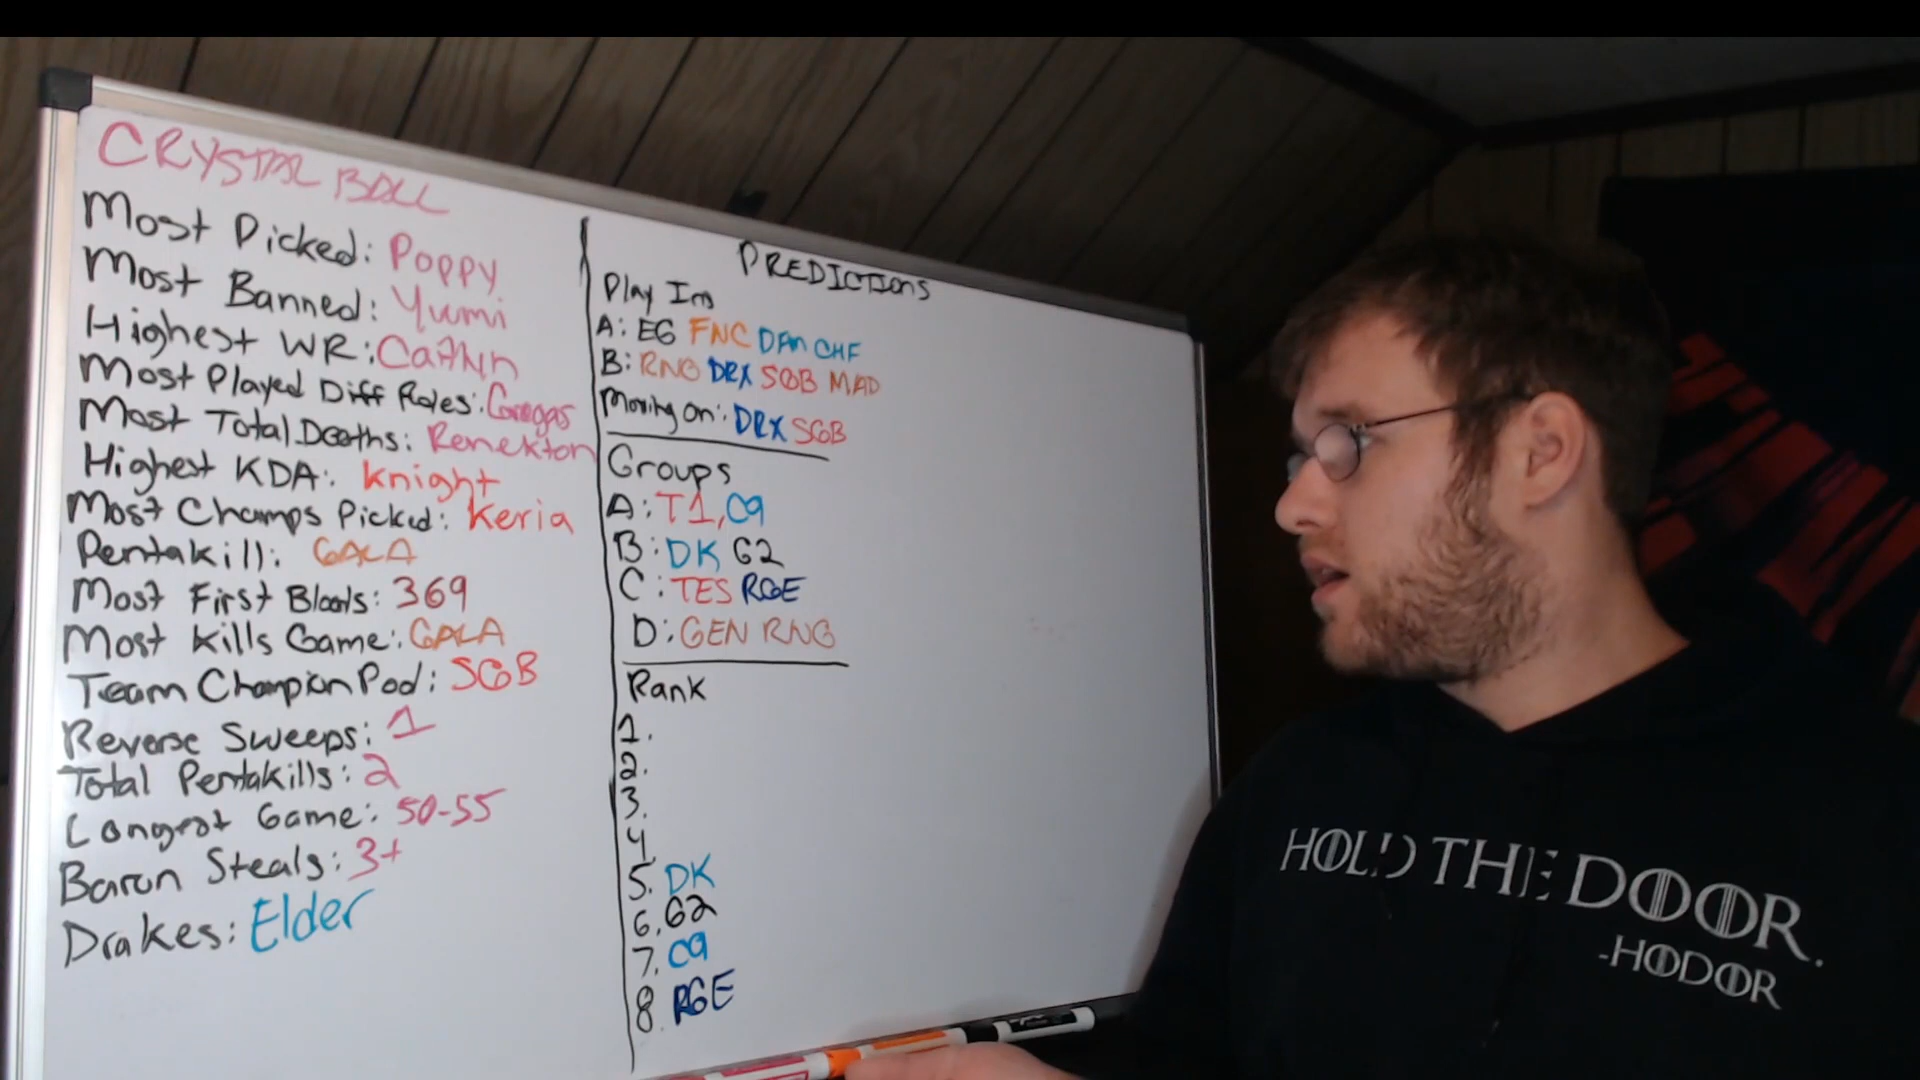 CRYSTAL BALL
Most Picked: Poppy
Most Banned: Yumi
Highest WR: Caitlyn
Most Played Diff Roles: Gragas
Most Total Deaths: Renekton
Highest KDA: knight
Most Champs Picked: Keria
Pentakill: GALA
Most First Bloods: 369
Most Kills Game: GALA
Team Champion Pod: SGB
Reverse Sweeps: 1
Total Pentakills: 2
Longest Game: 50-55
Baron Steals: 3+
Drakes: Elder
PREDICTIONS
Play Ins
A: EG FNC DFM CHF
B: RNG DRX SGB MAD
Moving on: DRX SGB
Groups
A: T1, C9
B: DK G2
C: TES RGE
D: GEN RNG
Rank
1.
2.
3.
4
5. DK
6. G2
7. C9
8. RGE
HOLD THE DOOR.
-HODOR